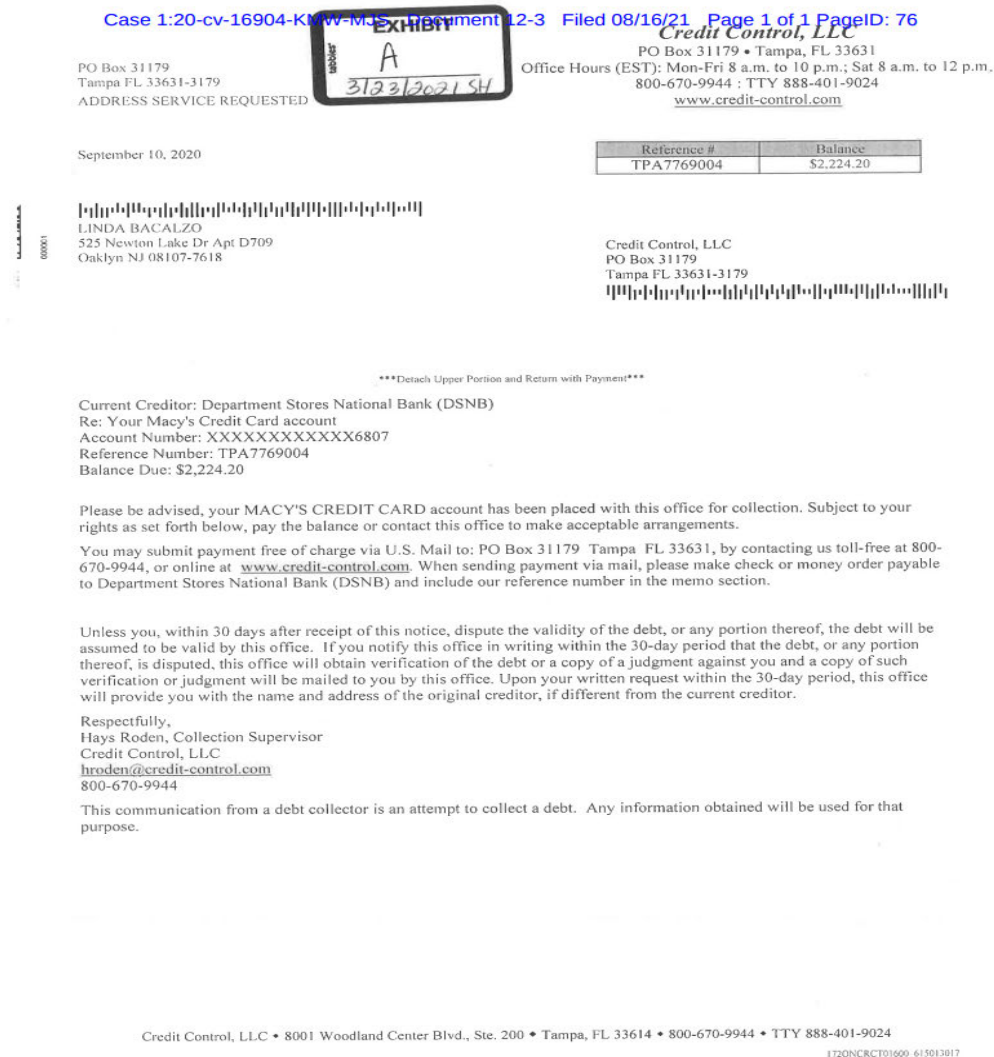 Case 1:20-cv-16904-KMW-MJS Document 12-3 Filed 08/16/21 Page 1 of 1 PageID: 76
EXHIBIT
A
3/23/2021 SH
tabbies
Credit Control, LLC
PO Box 31179 • Tampa, FL 33631
Office Hours (EST): Mon-Fri 8 a.m. to 10 p.m.; Sat 8 a.m. to 12 p.m.
800-670-9944 : TTY 888-401-9024
www.credit-control.com
PO Box 31179
Tampa FL 33631-3179
ADDRESS SERVICE REQUESTED
September 10, 2020
Reference # Balance
TPA7769004 $2,224.20
LINDA BACALZO
525 Newton Lake Dr Apt D709
Oaklyn NJ 08107-7618
000001
Credit Control, LLC
PO Box 31179
Tampa FL 33631-3179
***Detach Upper Portion and Return with Payment***
Current Creditor: Department Stores National Bank (DSNB)
Re: Your Macy's Credit Card account
Account Number: XXXXXXXXXXXX6807
Reference Number: TPA7769004
Balance Due: $2,224.20
Please be advised, your MACY'S CREDIT CARD account has been placed with this office for collection. Subject to your
rights as set forth below, pay the balance or contact this office to make acceptable arrangements.
You may submit payment free of charge via U.S. Mail to: PO Box 31179 Tampa FL 33631, by contacting us toll-free at 800-
670-9944, or online at www.credit-control.com. When sending payment via mail, please make check or money order payable
to Department Stores National Bank (DSNB) and include our reference number in the memo section.
Unless you, within 30 days after receipt of this notice, dispute the validity of the debt, or any portion thereof, the debt will be
assumed to be valid by this office. If you notify this office in writing within the 30-day period that the debt, or any portion
thereof, is disputed, this office will obtain verification of the debt or a copy of a judgment against you and a copy of such
verification or judgment will be mailed to you by this office. Upon your written request within the 30-day period, this office
will provide you with the name and address of the original creditor, if different from the current creditor.
Respectfully,
Hays Roden, Collection Supervisor
Credit Control, LLC
hroden@credit-control.com
800-670-9944
This communication from a debt collector is an attempt to collect a debt. Any information obtained will be used for that
purpose.
Credit Control, LLC • 8001 Woodland Center Blvd., Ste. 200 • Tampa, FL 33614 • 800-670-9944 • TTY 888-401-9024
172ONCRCT01600 615013017